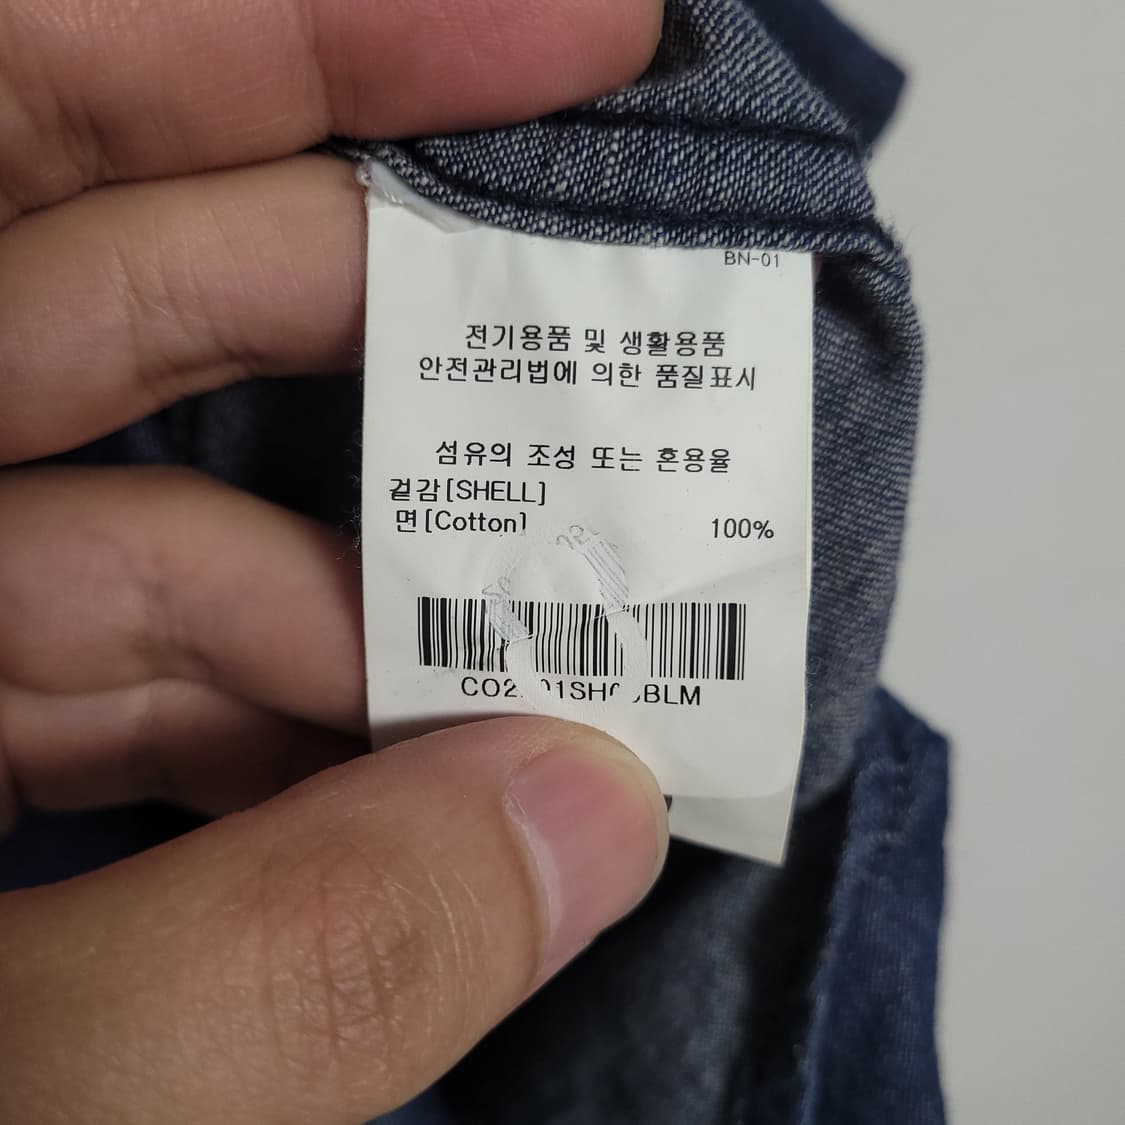 BN-01
전기용품 및 생활용품
안전관리법에 의한 품질표시
섬유의 조성 또는 혼용율
겉감[SHELL]
면[Cotton] 100%